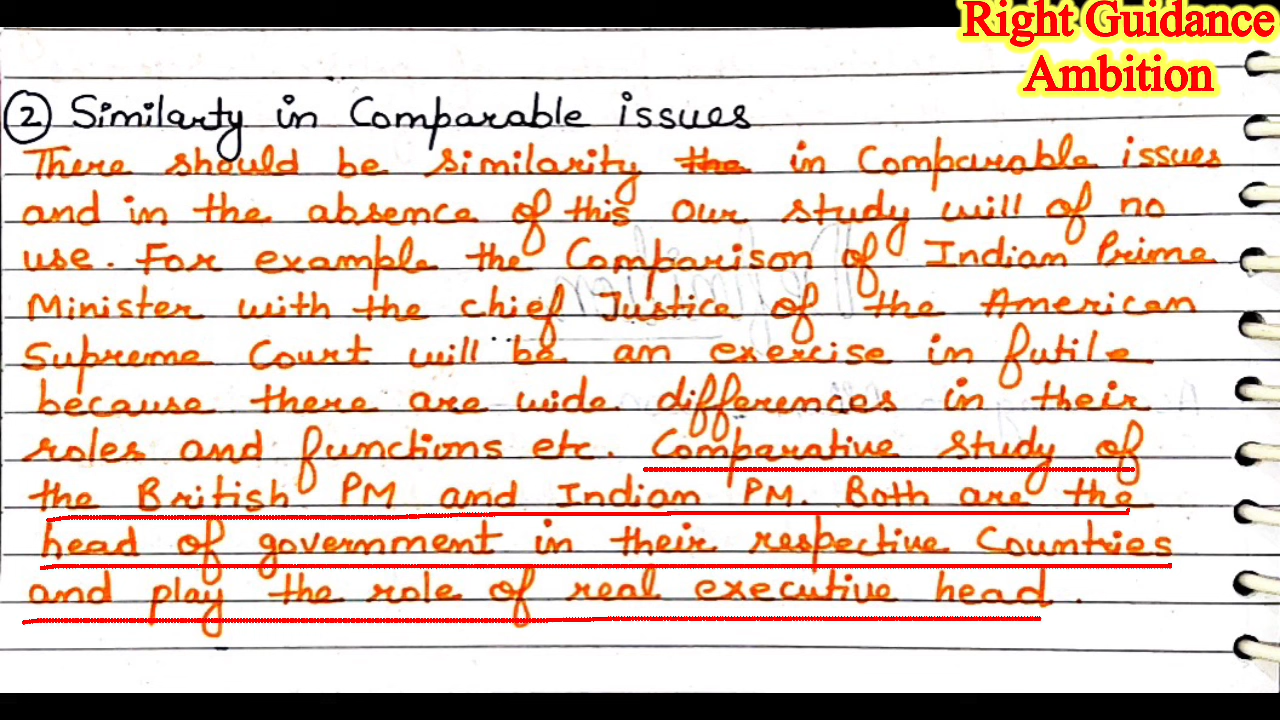 Right Guidance
Ambition
② Similarty in Comparable issues
There should be similarity the in Comparable issues
and in the absence of this our study will of no
use. For example the Comparison of Indian Prime
Minister with the chief Justice of the American
Supreme Court will be an exercise in futile
because there are wide differences in their
roles and functions etc. Comparative study of
the British PM and Indian PM. Both are the
head of government in their respective Countries
and play the role of real executive head.